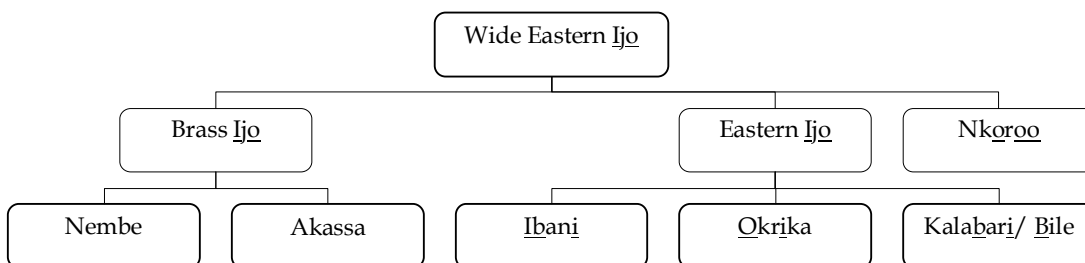 Wide Eastern Ijo
Brass Ijo
Eastern Ijo
Nkoroo
Nembe
Akassa
Ibani
Okrika
Kalabari/ Bile